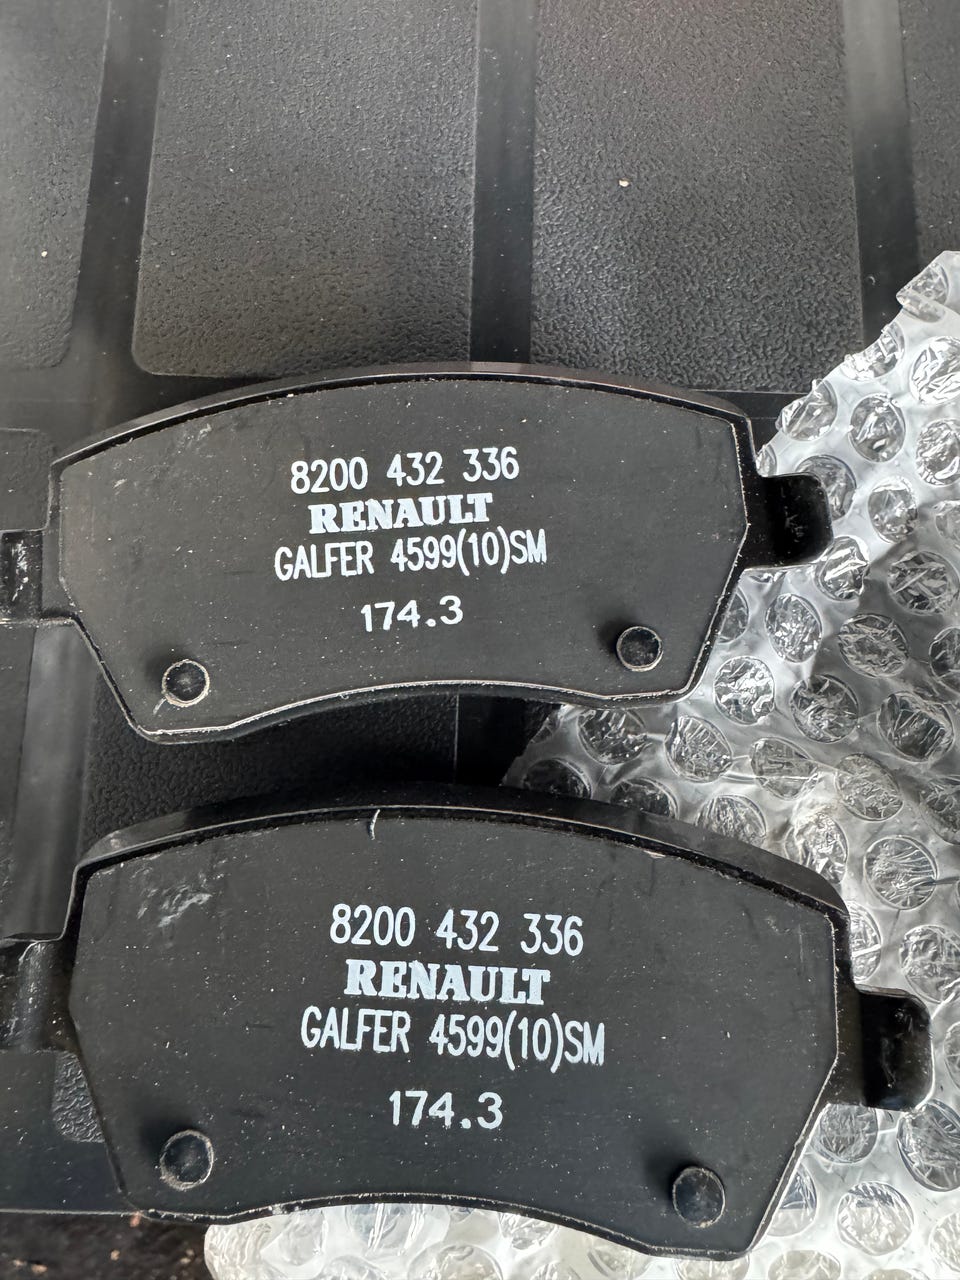 8200 432 336
RENAULT
GALFER 4599(10)SM
174.3
8200 432 336
RENAULT
GALFER 4599(10)SM
174.3